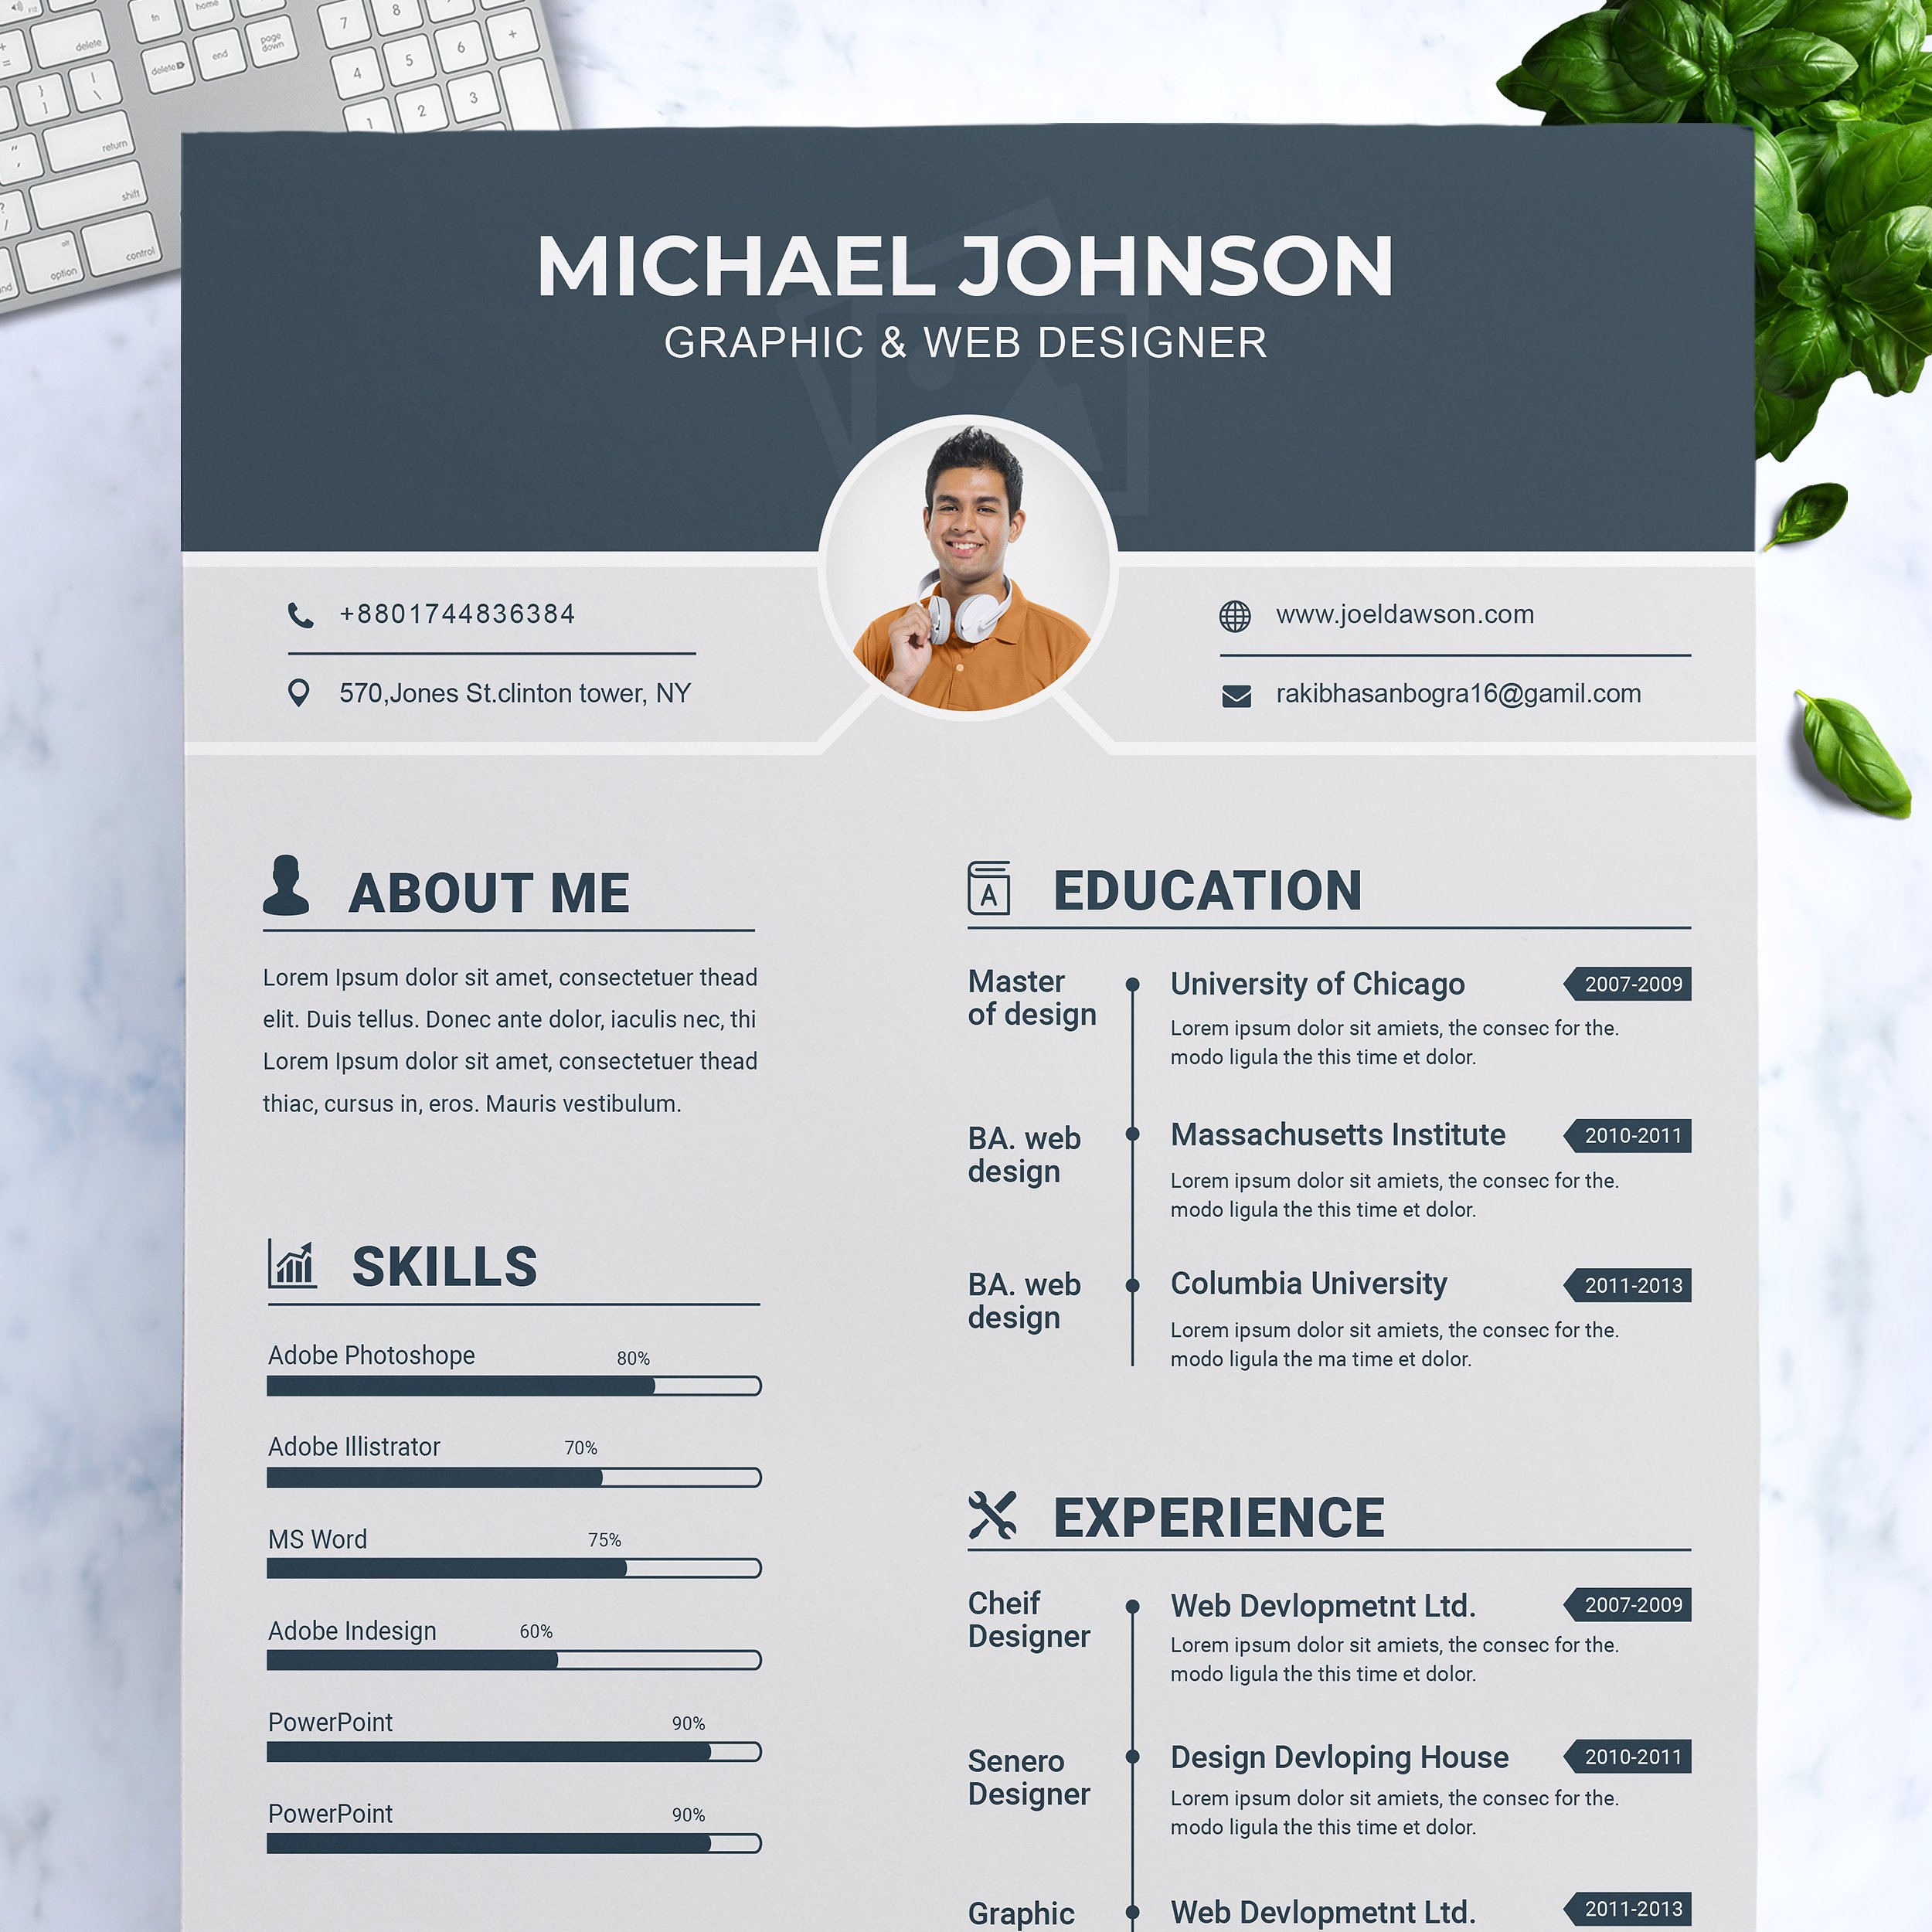 fn
home
delete
delete
end
page
down
return
shift
alt
option
control
7
8
+
4
5
6
1
2
3
MICHAEL JOHNSON
GRAPHIC & WEB DESIGNER
+8801744836384
570,Jones St.clinton tower, NY
www.joeldawson.com
rakibhasanbogra16@gamil.com
ABOUT ME
Lorem Ipsum dolor sit amet, consectetuer thead
elit. Duis tellus. Donec ante dolor, iaculis nec, thi
Lorem Ipsum dolor sit amet, consectetuer thead
thiac, cursus in, eros. Mauris vestibulum.
SKILLS
Adobe Photoshope 80%
Adobe Illistrator 70%
MS Word 75%
Adobe Indesign 60%
PowerPoint 90%
PowerPoint 90%
A
EDUCATION
Master
of design
University of Chicago 2007-2009
Lorem ipsum dolor sit amiets, the consec for the.
modo ligula the this time et dolor.
BA. web
design
Massachusetts Institute 2010-2011
Lorem ipsum dolor sit amiets, the consec for the.
modo ligula the this time et dolor.
BA. web
design
Columbia University 2011-2013
Lorem ipsum dolor sit amiets, the consec for the.
modo ligula the ma time et dolor.
EXPERIENCE
Cheif
Designer
Web Devlopmetnt Ltd. 2007-2009
Lorem ipsum dolor sit amiets, the consec for the.
modo ligula the this time et dolor.
Senero
Designer
Design Devloping House 2010-2011
Lorem ipsum dolor sit amiets, the consec for the.
modo ligula the this time et dolor.
Graphic
Web Devlopmetnt Ltd. 2011-2013